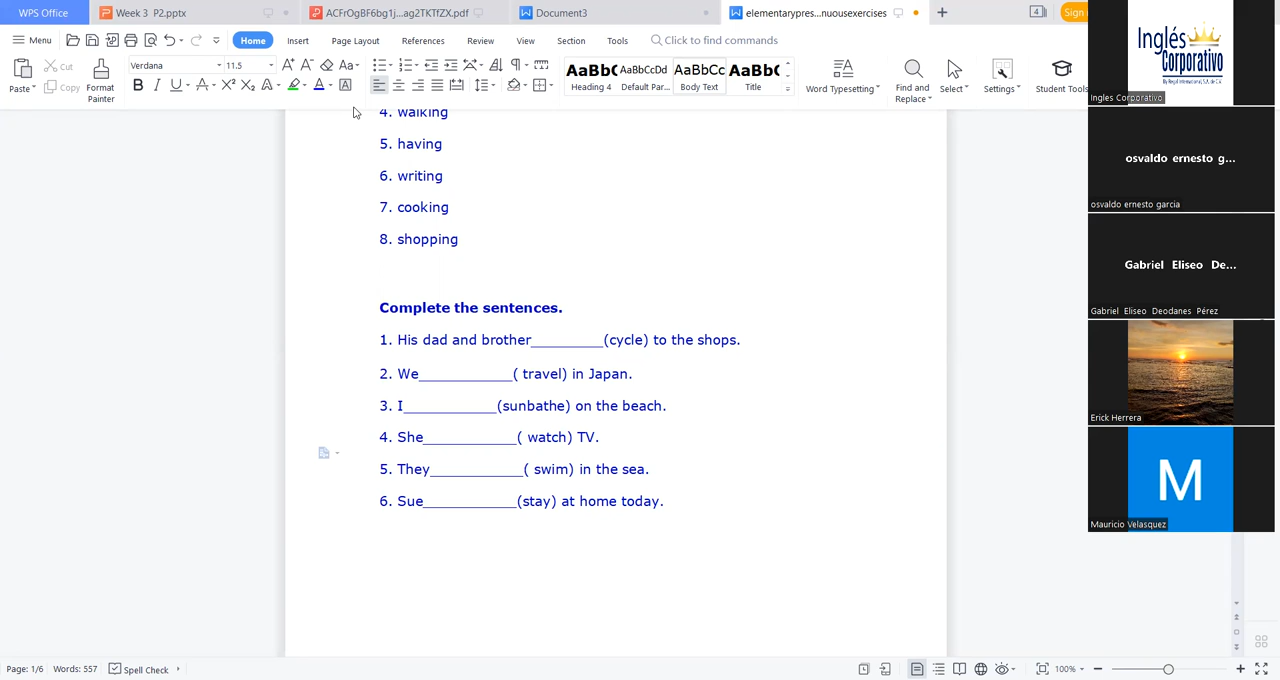 WPS Office
Week 3 P2.pptx
ACFrOgBF6bg1j...ag2TKTfZX.pdf
Document3
elementarypres...nuousexercises
4
Sign
Menu
Home
Insert
Page Layout
References
Review
View
Section
Tools
Click to find commands
Paste
Cut
Copy
Format Painter
Verdana
11.5
AaBbC
Heading 4
AaBbCcDd
Default Par...
AaBbCc
Body Text
AaBbC
Title
Word Typesetting
Find and Replace
Select
Settings
Student Tools
4. walking
5. having
6. writing
7. cooking
8. shopping
Complete the sentences.
1. His dad and brother_________(cycle) to the shops.
2. We____________( travel) in Japan.
3. I____________(sunbathe) on the beach.
4. She____________( watch) TV.
5. They____________( swim) in the sea.
6. Sue____________(stay) at home today.
Inglés
Corporativo
Ingles Corporativo
osvaldo ernesto g...
osvaldo ernesto garcia
Gabriel Eliseo De...
Gabriel Eliseo Deodanes Pérez
Erick Herrera
M
Mauricio Velasquez
Page: 1/6
Words: 557
Spell Check
100%